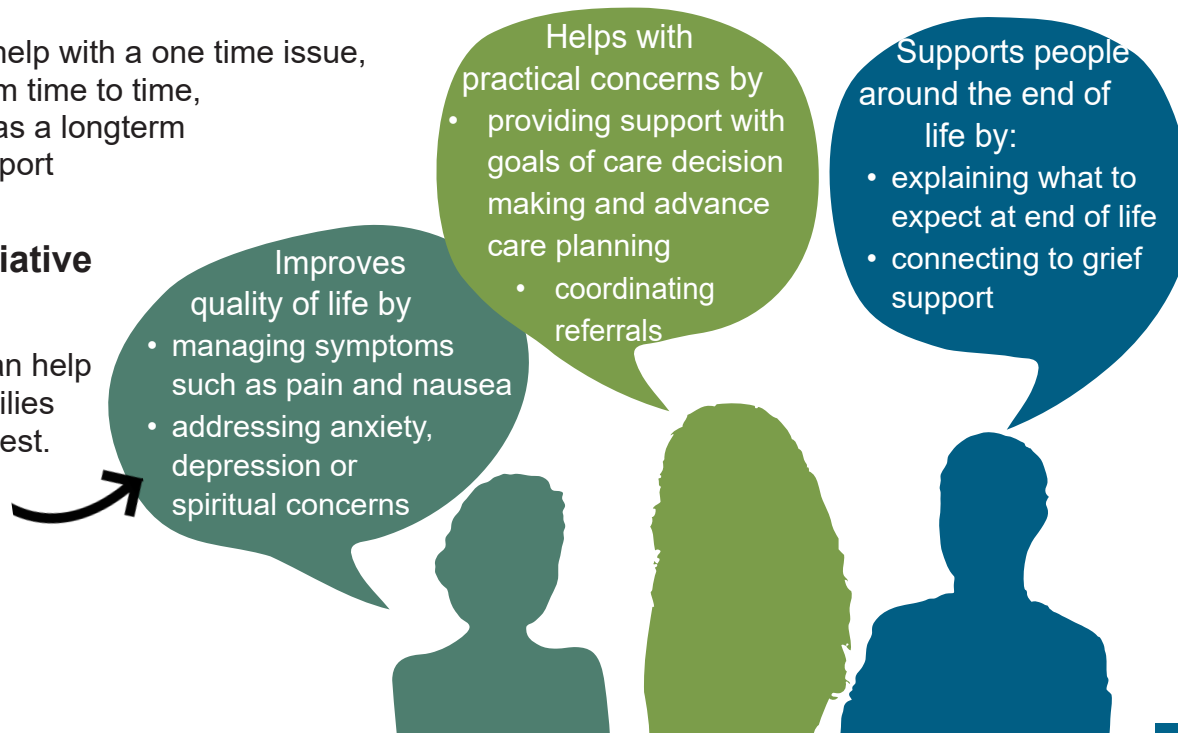 help with a one time issue,
m time to time,
as a longterm
port
iative
an help
ilies
est.
Improves
quality of life by
• managing symptoms
such as pain and nausea
• addressing anxiety,
depression or
spiritual concerns
Helps with
practical concerns by
• providing support with
goals of care decision
making and advance
care planning
• coordinating
referrals
Supports people
around the end of
life by:
• explaining what to
expect at end of life
• connecting to grief
support